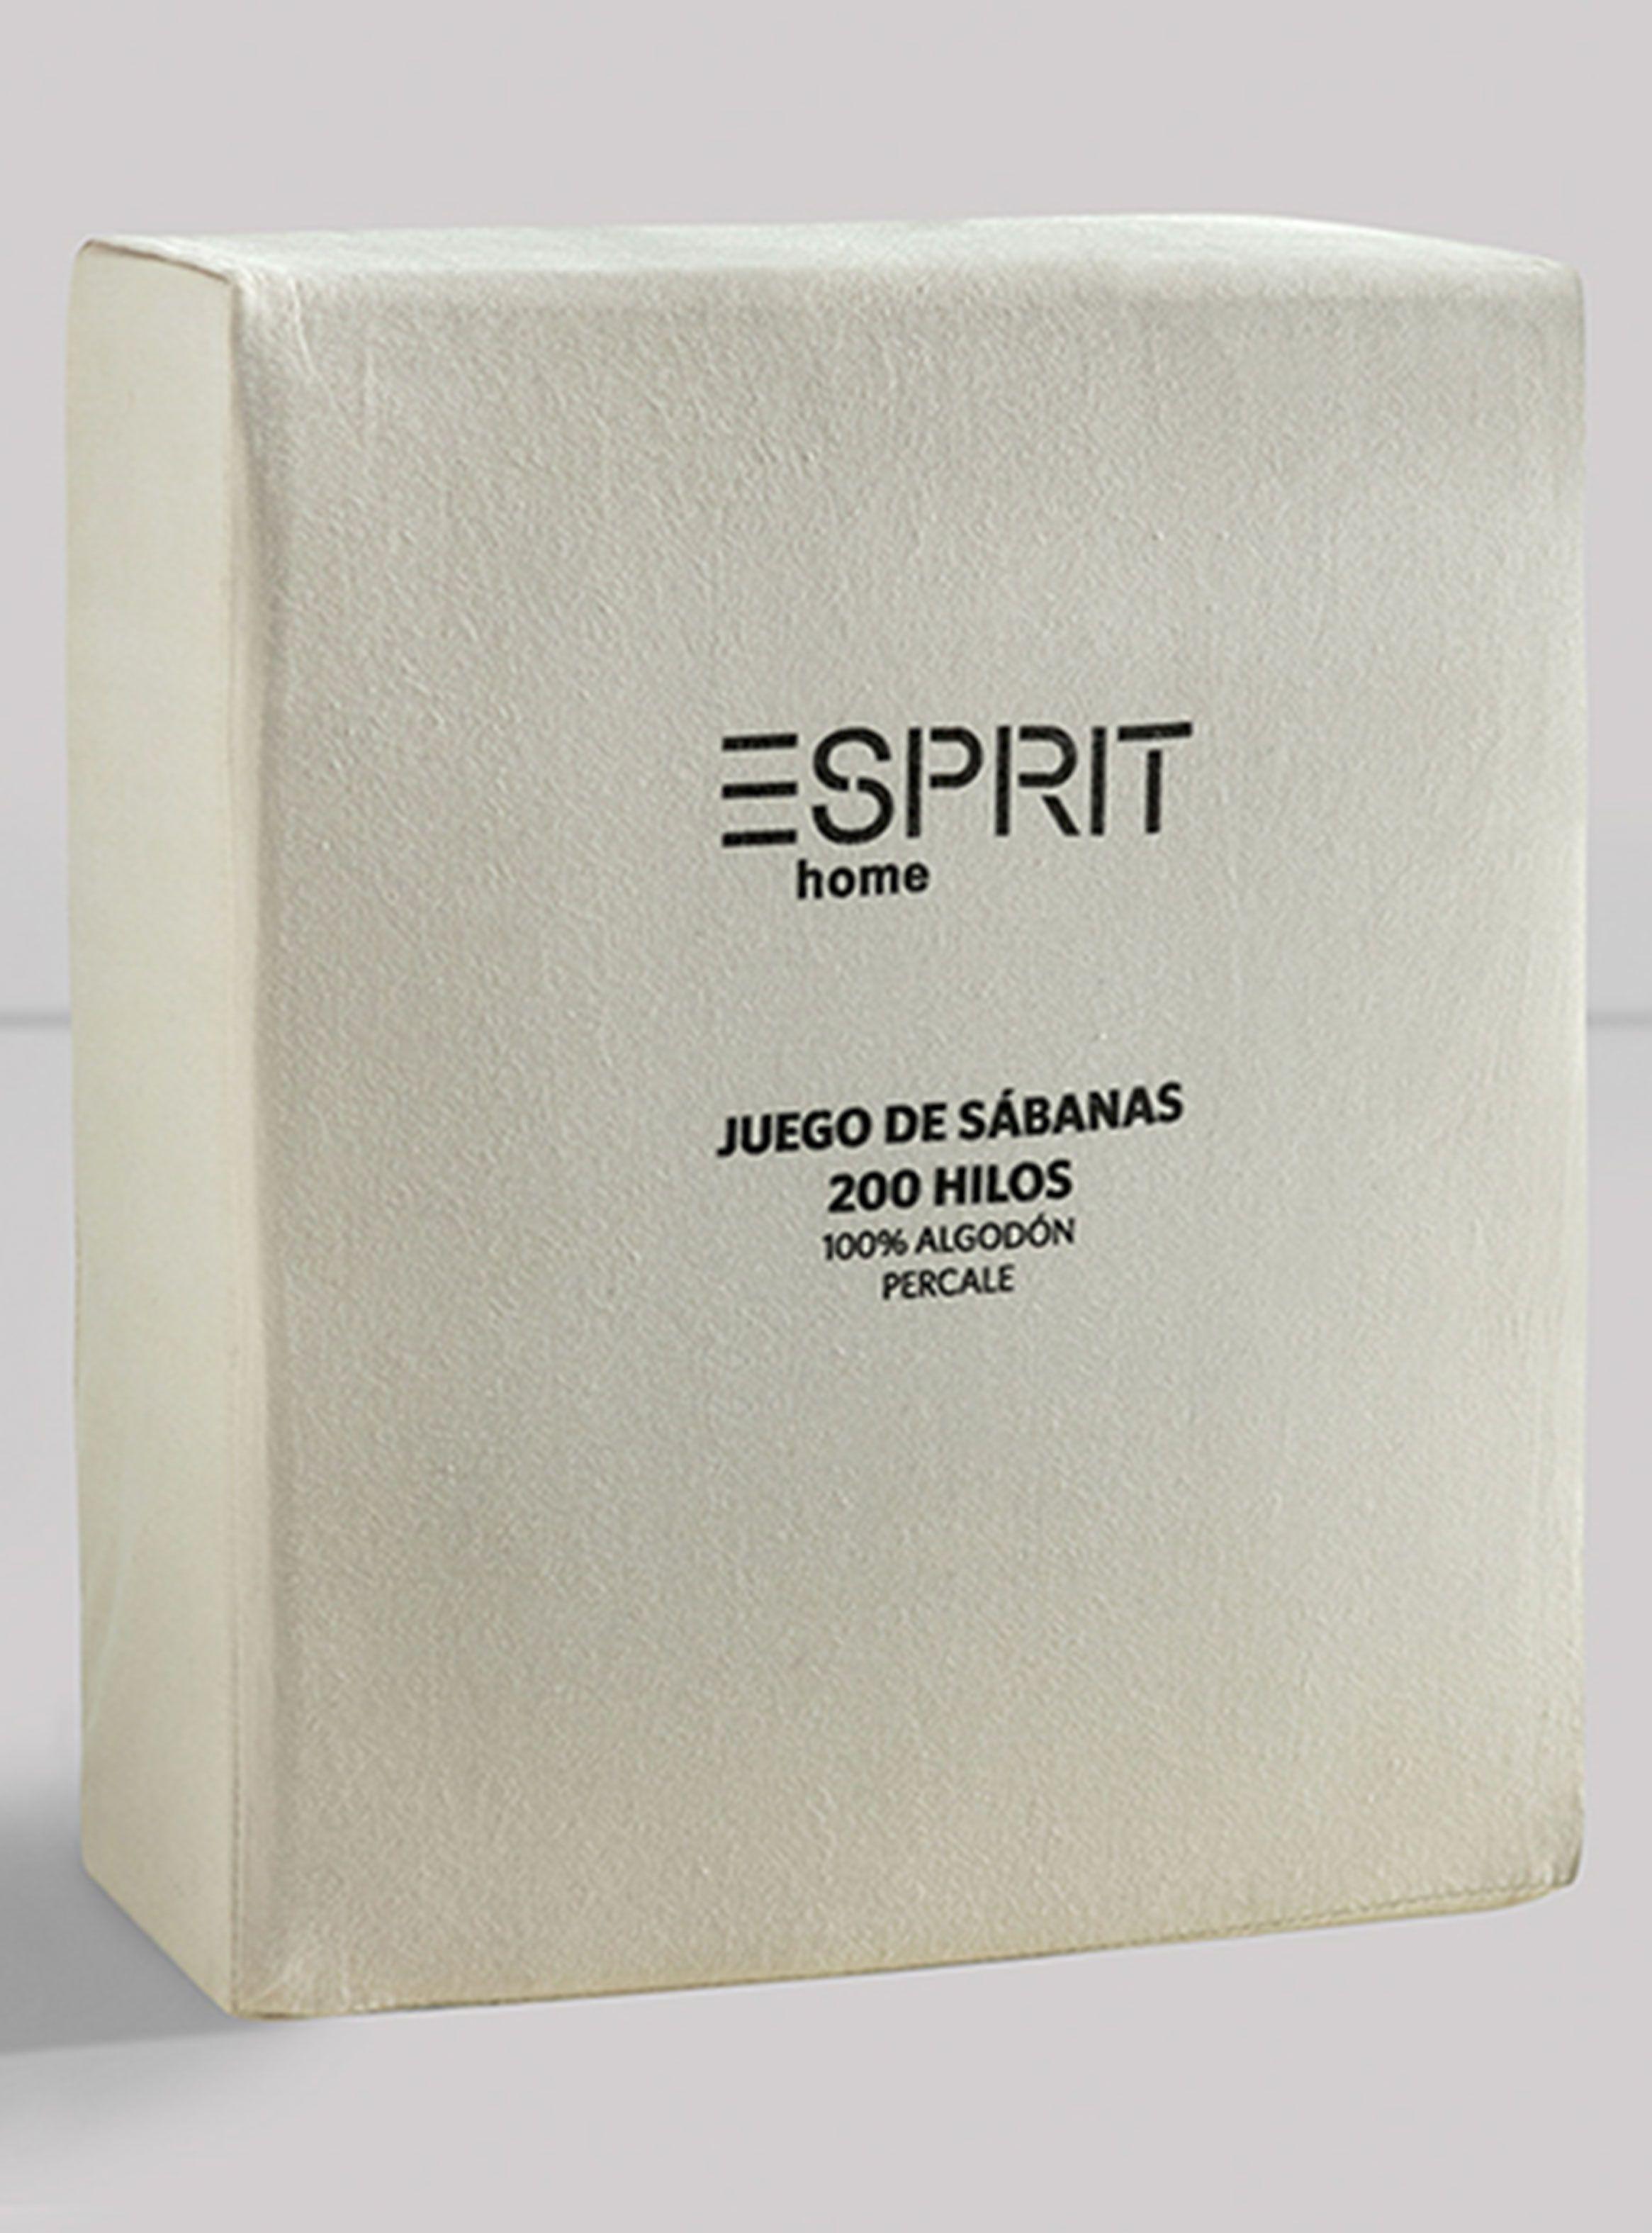 ESPRIT
home
JUEGO DE SÁBANAS
200 HILOS
100% ALGODÓN
PERCALE